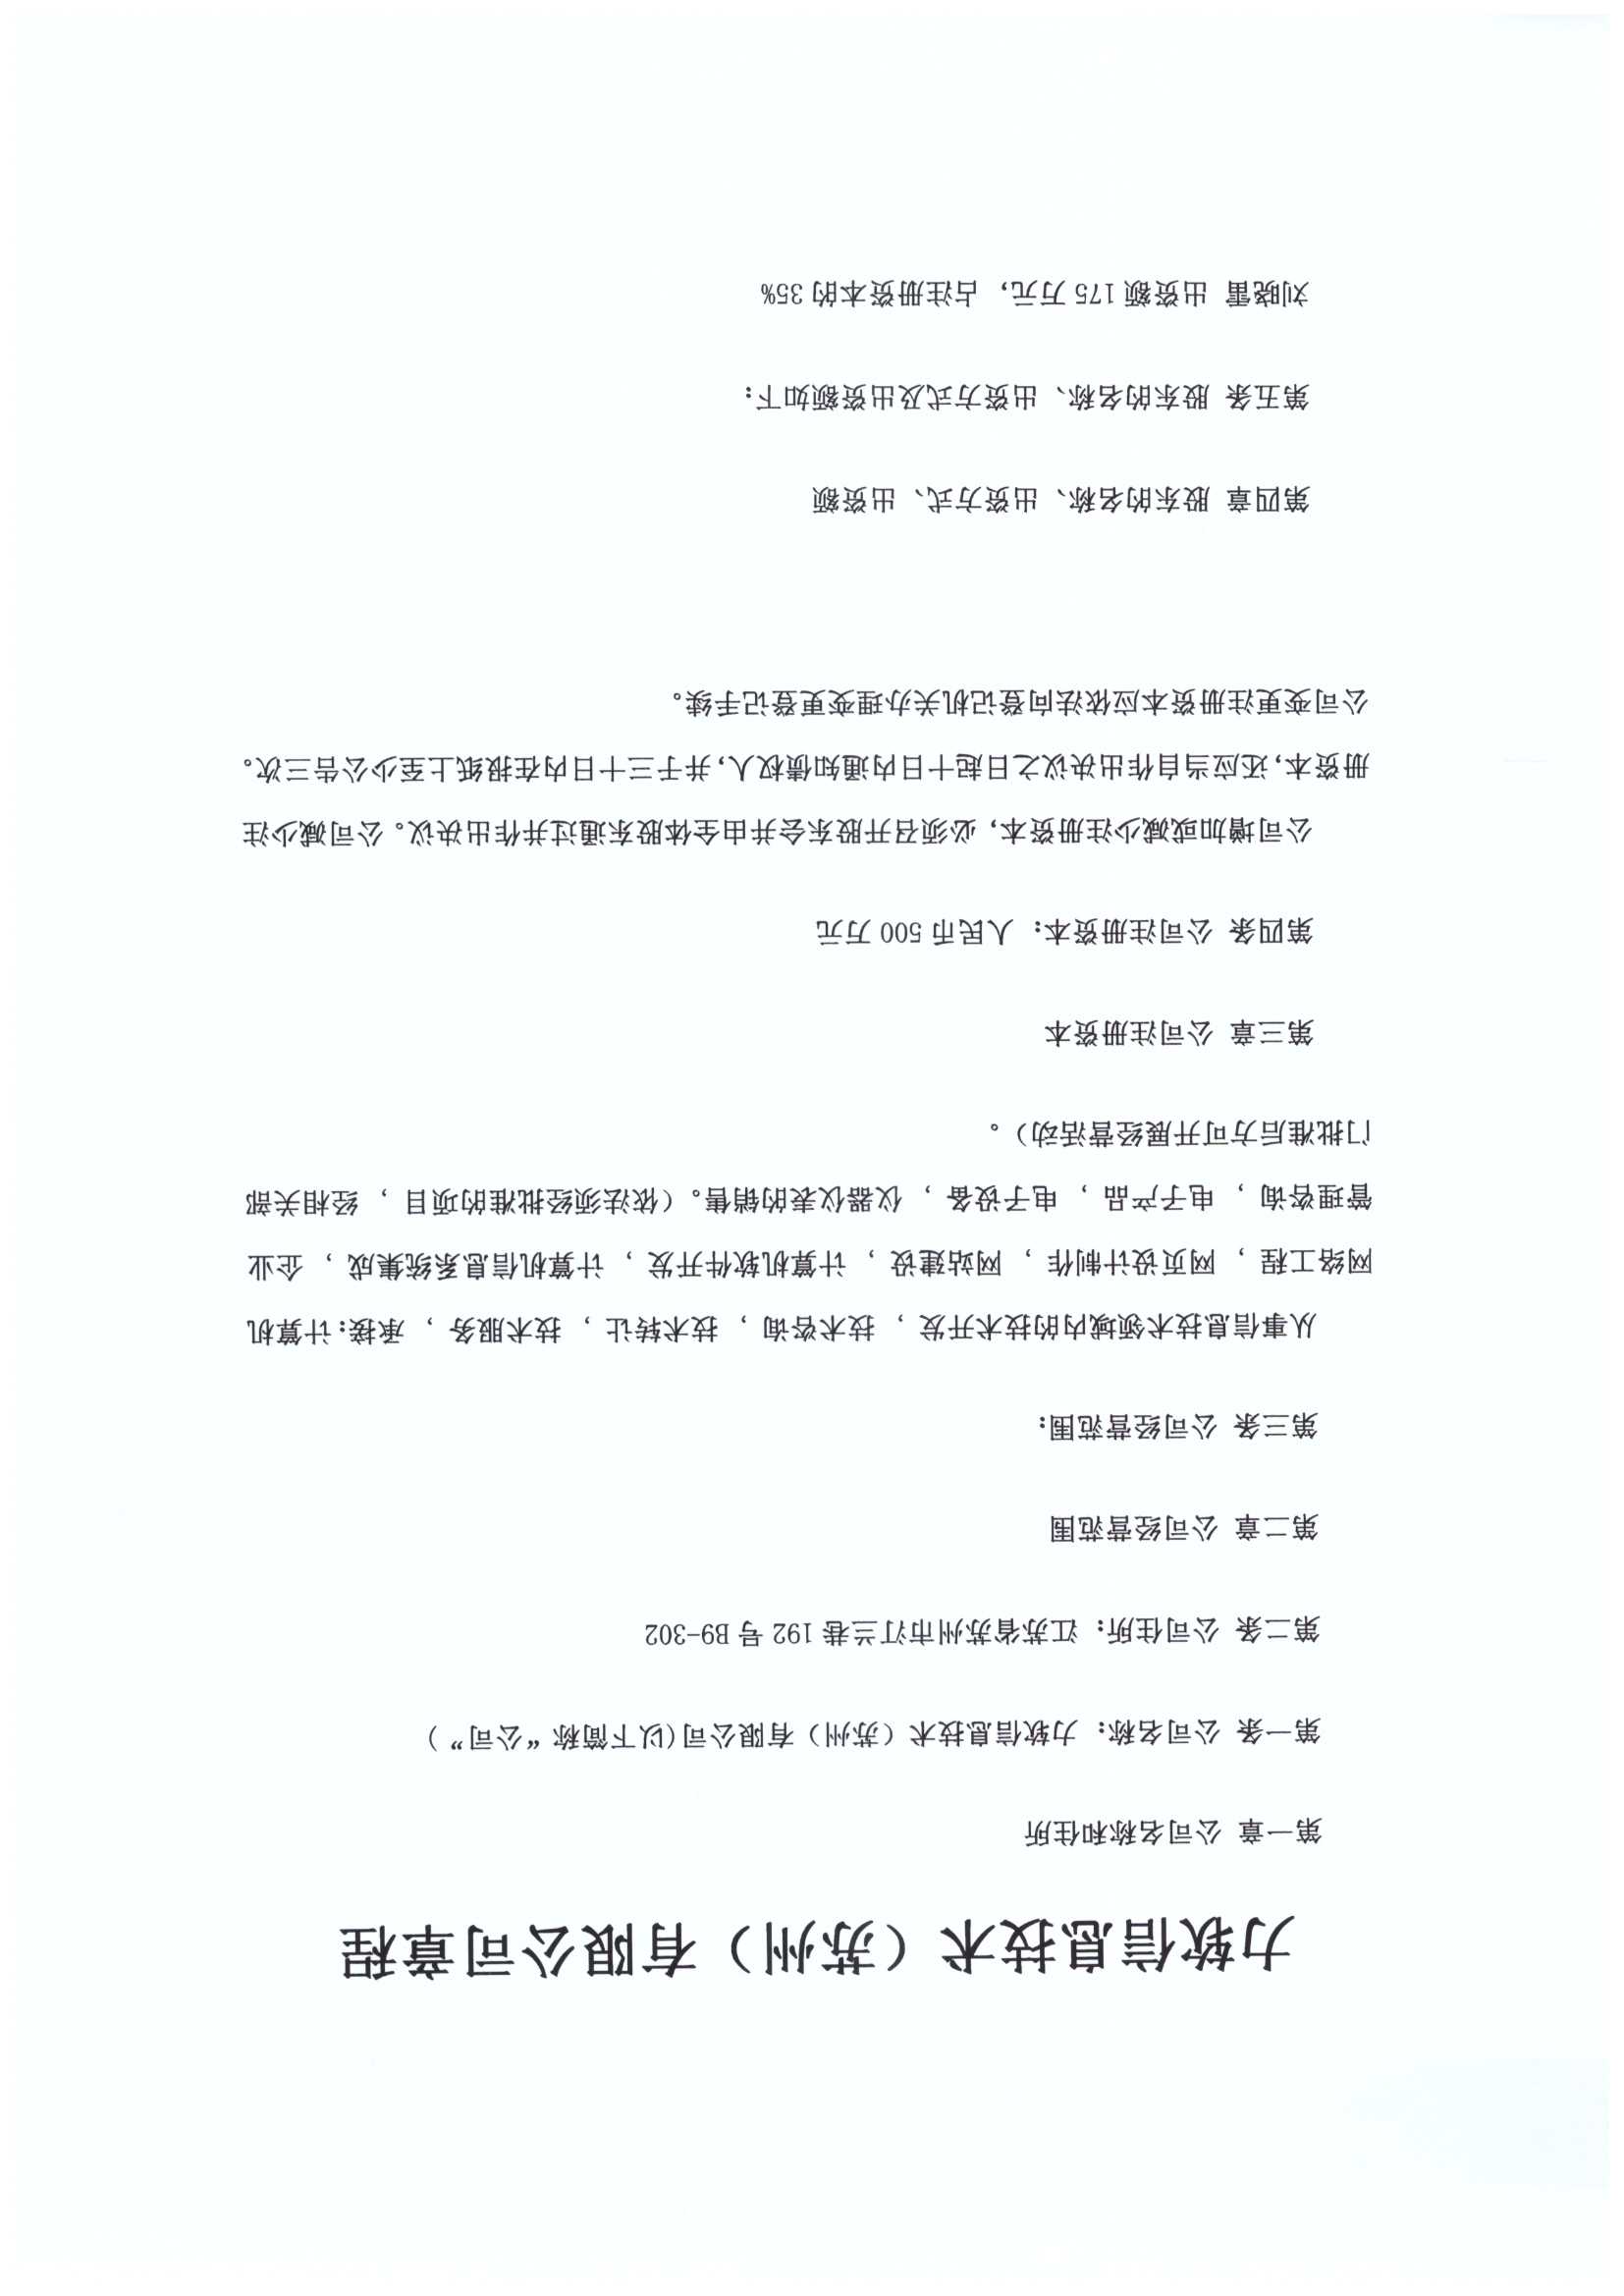 力软信息技术（苏州）有限公司章程
第一章 公司名称和住所
第一条 公司名称：力软信息技术（苏州）有限公司(以下简称“公司”)
第二条 公司住所：江苏省苏州市汀兰巷 192 号 B9-302
第二章 公司经营范围
第三条 公司经营范围：
从事信息技术领域内的技术开发，技术咨询，技术转让，技术服务，承接：计算机
网络工程，网页设计制作，网站建设，计算机软件开发，计算机信息系统集成，企业
管理咨询，电子产品，电子设备，仪器仪表的销售。（依法须经批准的项目，经相关部
门批准后方可开展经营活动）。
第三章 公司注册资本
第四条 公司注册资本：人民币 500 万元
公司增加或减少注册资本，必须召开股东会并由全体股东通过并作出决议。公司减少注
册资本，还应当自作出决议之日起十日内通知债权人，并于三十日内在报纸上至少公告三次。
公司变更注册资本应依法向登记机关办理变更登记手续。
第四章 股东的名称、出资方式、出资额
第五条 股东的名称、出资方式及出资额如下：
刘晓雷 出资额 175 万元，占注册资本的 35%